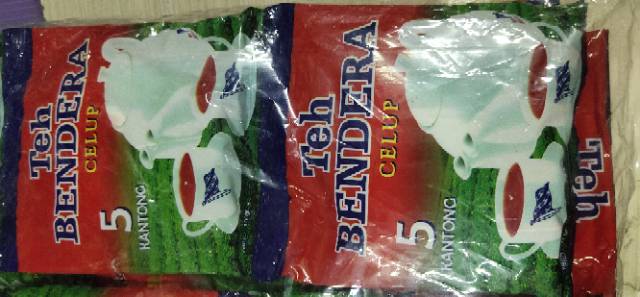 Teh
BENDERA
CELUP
5
KANTONG
Teh
BENDERA
CELUP
5
KANTONG
Teh